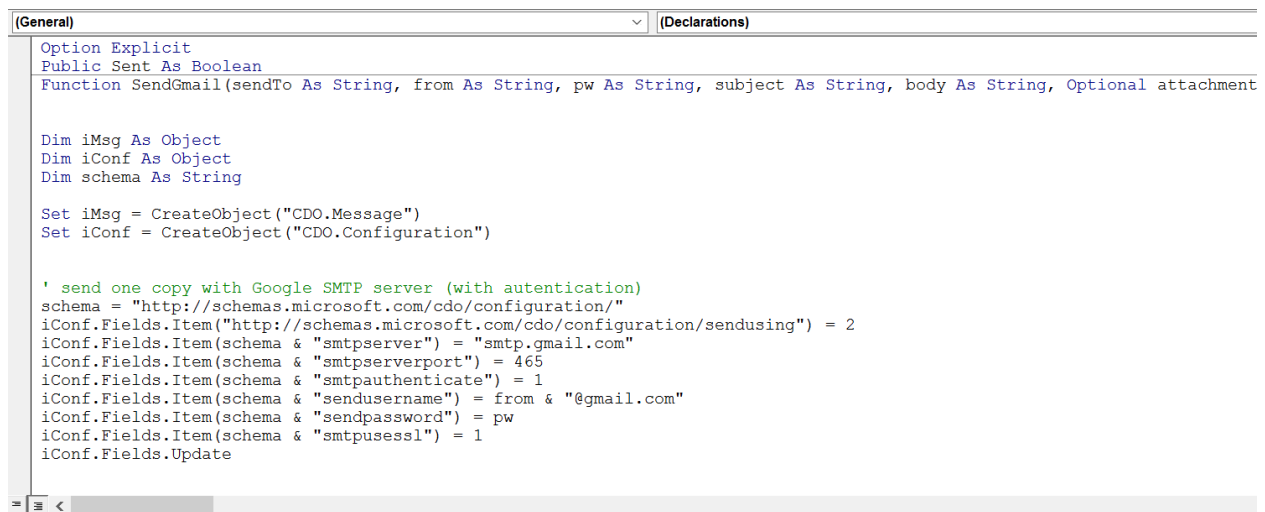 (General) (Declarations)
Option Explicit
Public Sent As Boolean
Function SendGmail(sendTo As String, from As String, pw As String, subject As String, body As String, Optional attachment
Dim iMsg As Object
Dim iConf As Object
Dim schema As String
Set iMsg = CreateObject("CDO.Message")
Set iConf = CreateObject("CDO.Configuration")
' send one copy with Google SMTP server (with autentication)
schema = "http://schemas.microsoft.com/cdo/configuration/"
iConf.Fields.Item("http://schemas.microsoft.com/cdo/configuration/sendusing") = 2
iConf.Fields.Item(schema & "smtpserver") = "smtp.gmail.com"
iConf.Fields.Item(schema & "smtpserverport") = 465
iConf.Fields.Item(schema & "smtpauthenticate") = 1
iConf.Fields.Item(schema & "sendusername") = from & "@gmail.com"
iConf.Fields.Item(schema & "sendpassword") = pw
iConf.Fields.Item(schema & "smtpusessl") = 1
iConf.Fields.Update